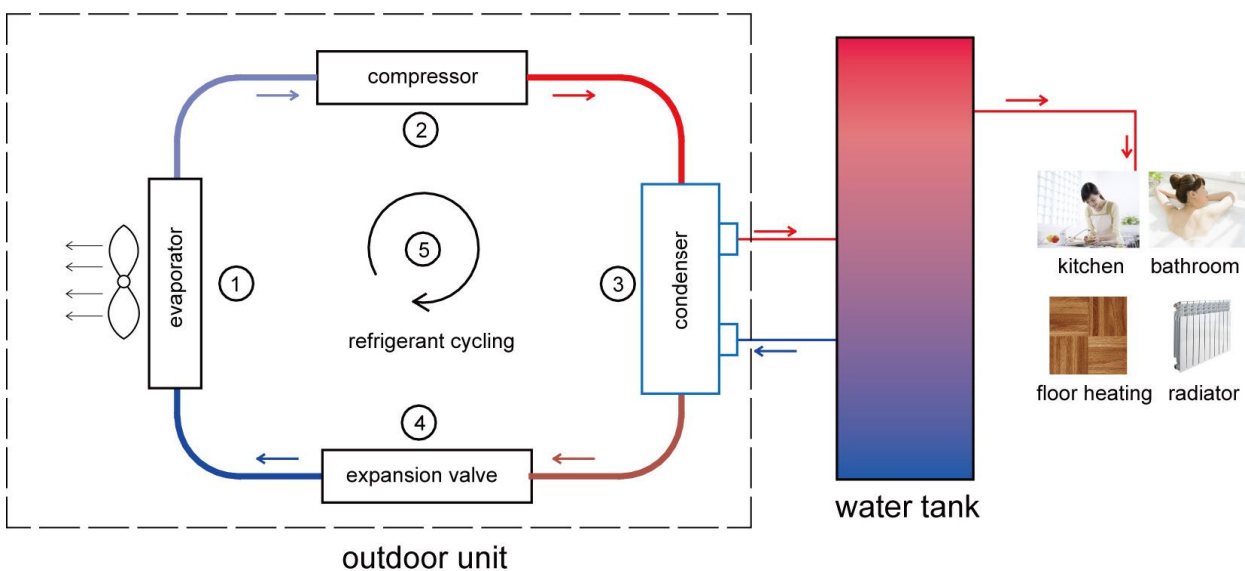 compressor
2
evaporator
1
5
refrigerant cycling
3
condenser
4
expansion valve
outdoor unit
water tank
kitchen
bathroom
floor heating
radiator